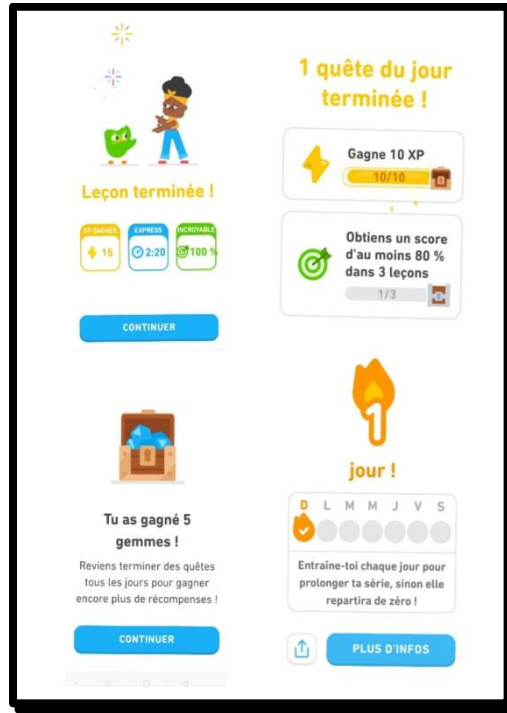 Leçon terminée !
XP GAGNÉS
15
EXPRESS
2:20
INCROYABLE
100 %
CONTINUER
1 quête du jour
terminée !
Gagne 10 XP
10/10
Obtiens un score
d'au moins 80 %
dans 3 leçons
1/3
Tu as gagné 5
gemmes !
Reviens terminer des quêtes
tous les jours pour gagner
encore plus de récompenses !
CONTINUER
1
jour !
D L M M J V S
Entraîne-toi chaque jour pour
prolonger ta série, sinon elle
repartira de zéro !
PLUS D'INFOS